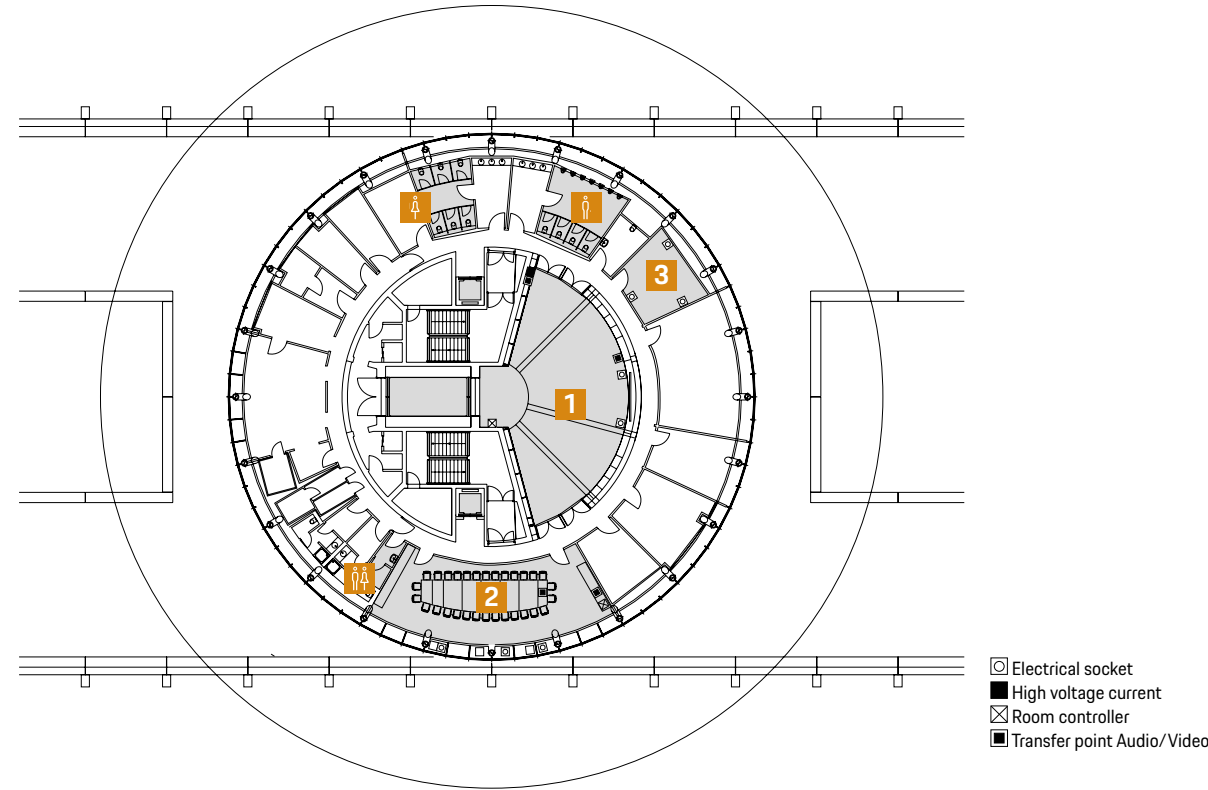 3
1
2
Electrical socket
High voltage current
Room controller
Transfer point Audio/Video